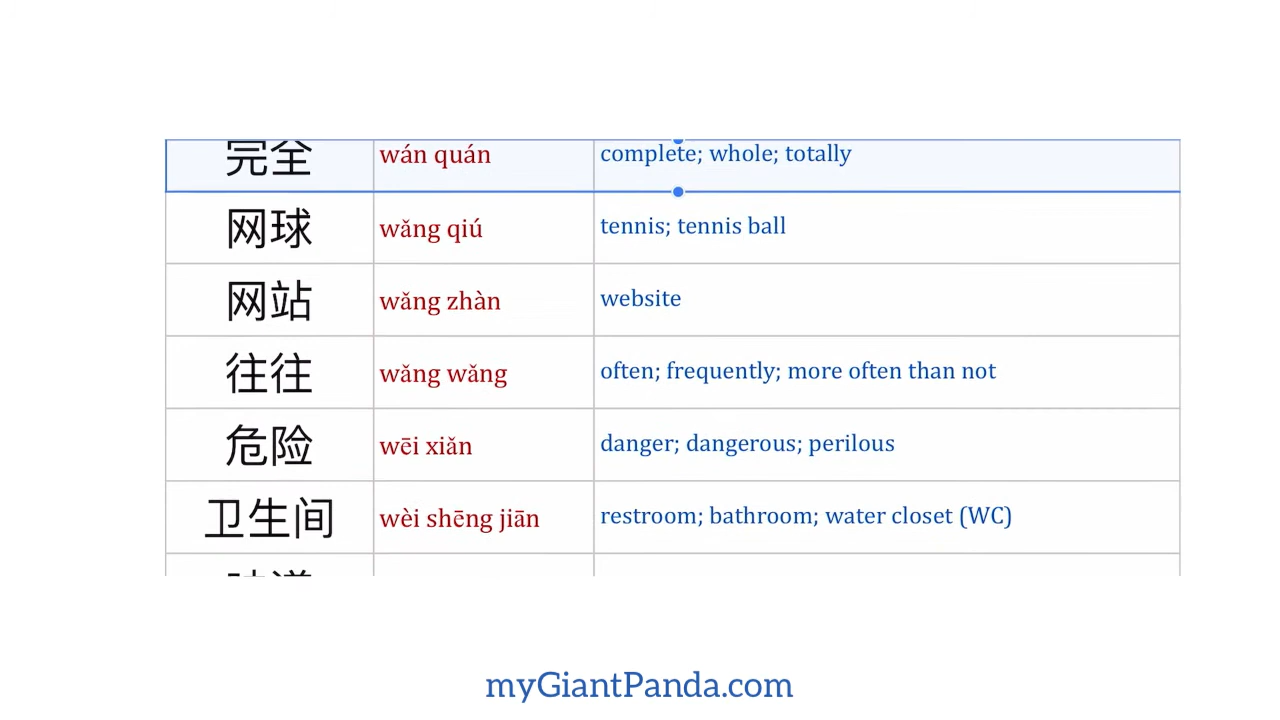 完全 wán quán complete; whole; totally
网球 wǎng qiú tennis; tennis ball
网站 wǎng zhàn website
往往 wǎng wǎng often; frequently; more often than not
危险 wēi xiǎn danger; dangerous; perilous
卫生间 wèi shēng jiān restroom; bathroom; water closet (WC)
myGiantPanda.com